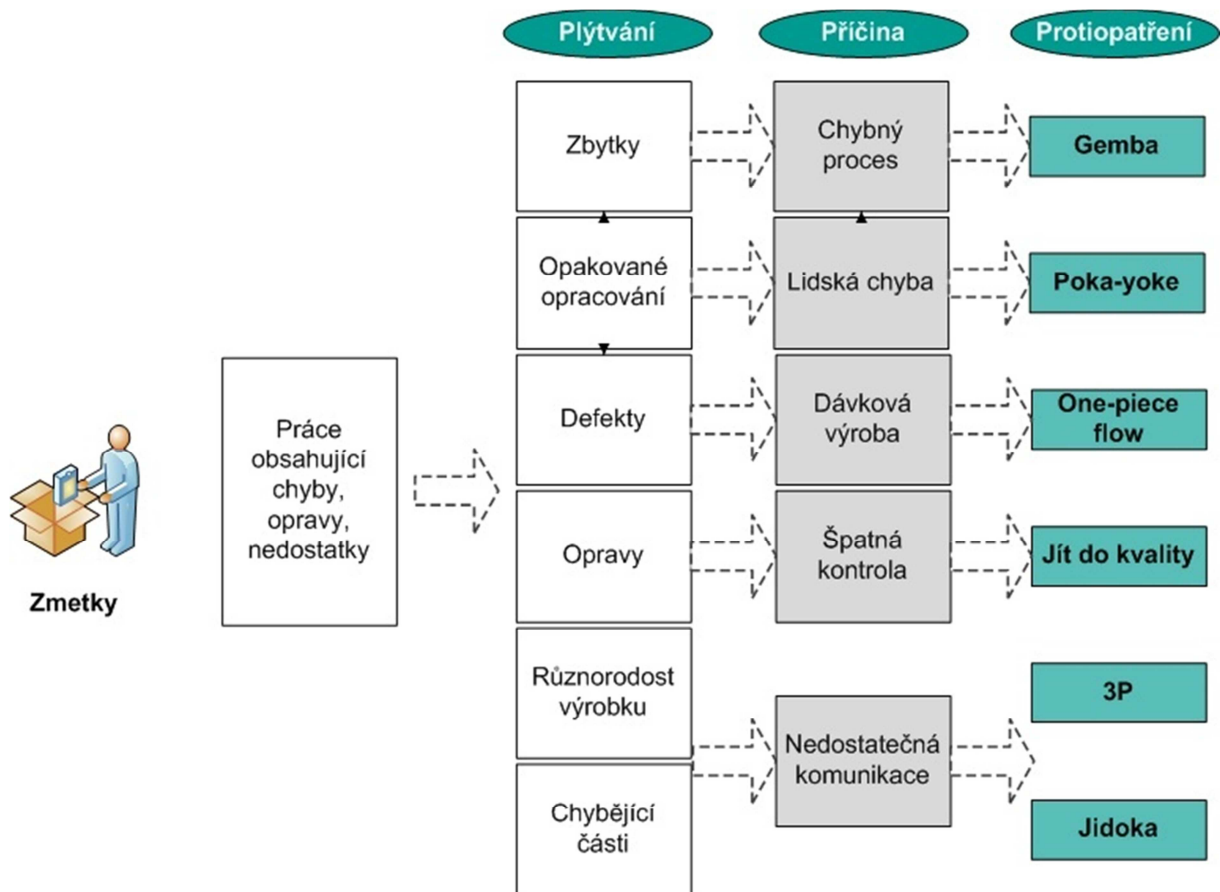 Plýtvání
Příčina
Protiopatření
Zbytky
Chybný
proces
Gemba
Opakované
opracování
Lidská chyba
Poka-yoke
Práce
obsahující
chyby,
opravy,
nedostatky
Defekty
Dávková
výroba
One-piece
flow
Zmetky
Opravy
Špatná
kontrola
Jít do kvality
Různorodost
výrobku
3P
Nedostatečná
komunikace
Chybějící
části
Jidoka